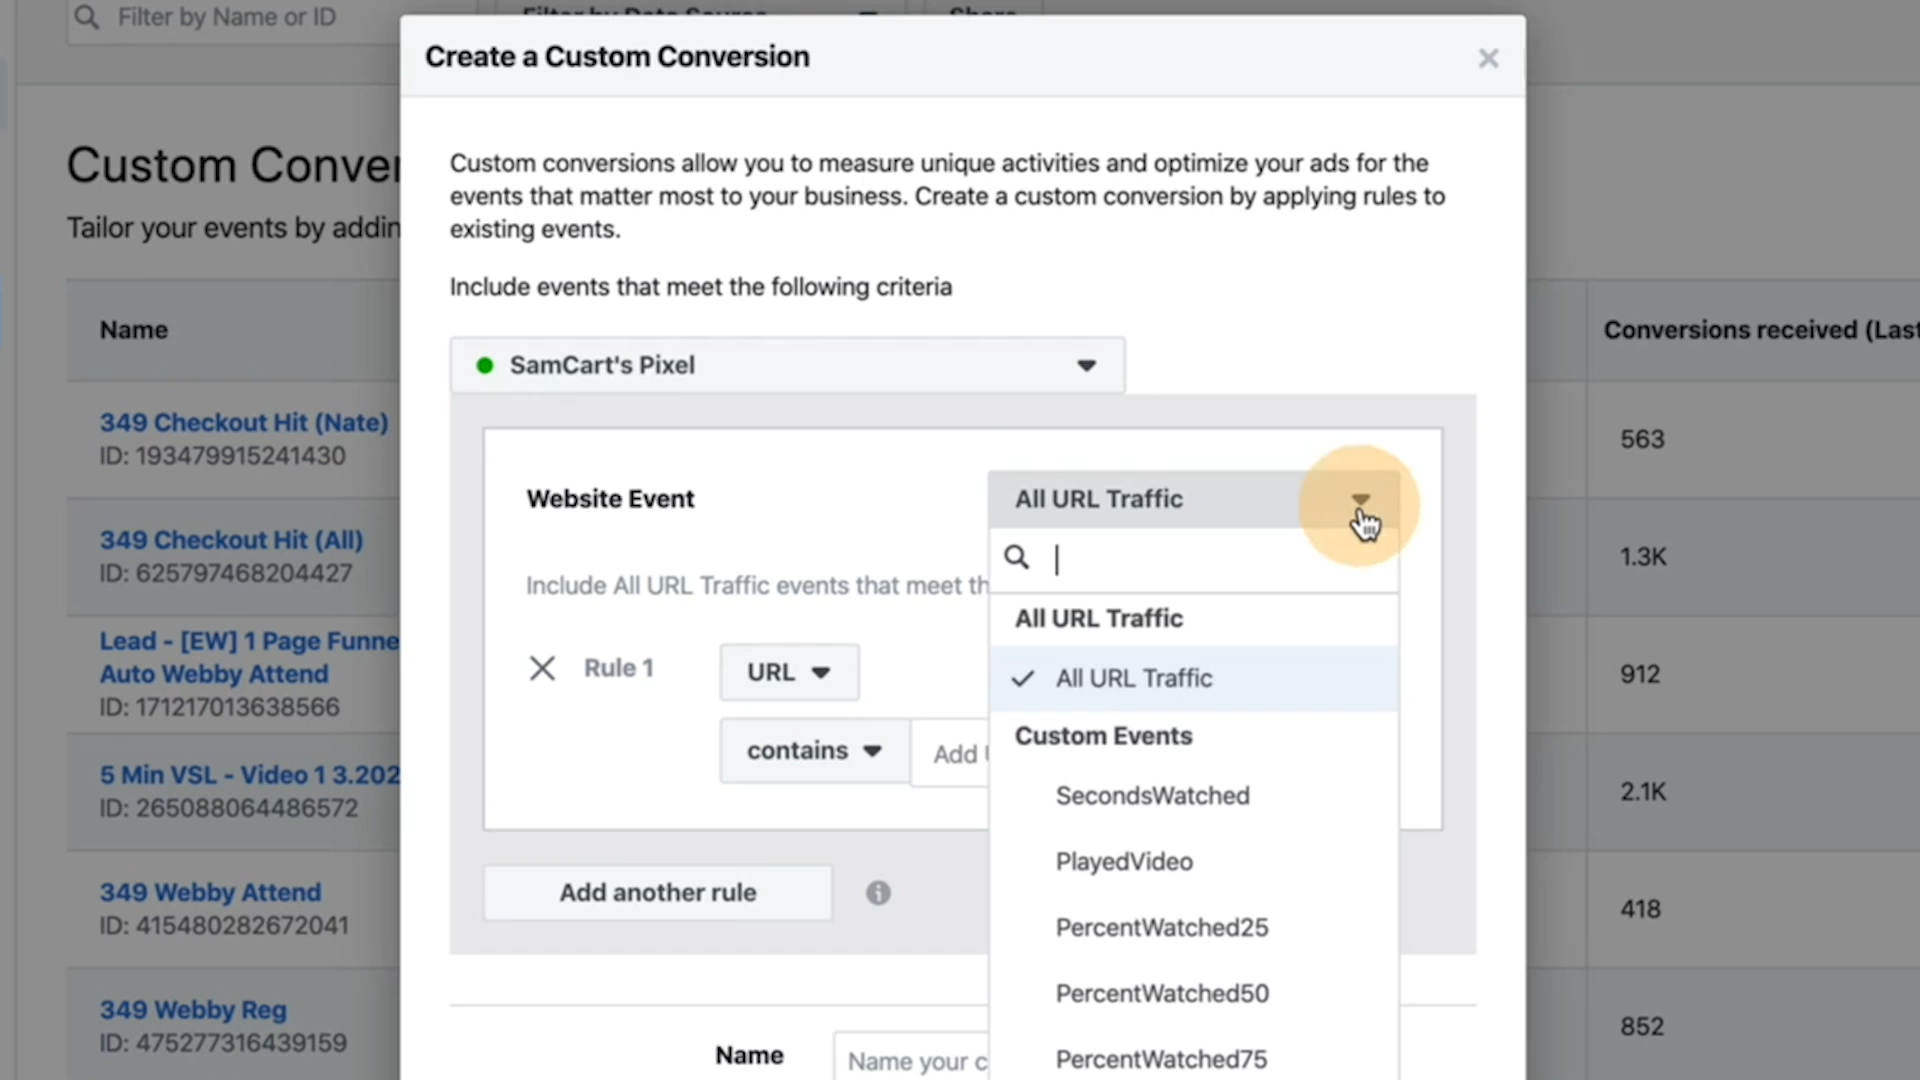 Filter by Name or ID
Filter by Data Source
Share
Create a Custom Conversion
Custom Conver
Tailor your events by addin
Custom conversions allow you to measure unique activities and optimize your ads for the
events that matter most to your business. Create a custom conversion by applying rules to
existing events.
Include events that meet the following criteria
SamCart's Pixel
Name
Conversions received (Last
349 Checkout Hit (Nate)
ID: 193479915241430
563
349 Checkout Hit (All)
ID: 625797468204427
1.3K
Lead - [EW] 1 Page Funne
Auto Webby Attend
ID: 171217013638566
912
5 Min VSL - Video 1 3.202
ID: 265088064486572
2.1K
349 Webby Attend
ID: 415480282672041
418
349 Webby Reg
ID: 475277316439159
852
Website Event
All URL Traffic
Include All URL Traffic events that meet th
Rule 1
URL
contains
Add
Add another rule
All URL Traffic
All URL Traffic
Custom Events
SecondsWatched
PlayedVideo
PercentWatched25
PercentWatched50
PercentWatched75
Name
Name your c